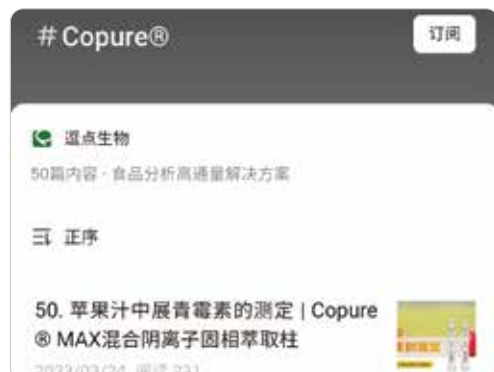 #Copure®
订阅
逗点生物
50篇内容 · 食品分析高通量解决方案
正序
50. 苹果汁中展青霉素的测定 | Copure
® MAX混合阴离子固相萃取柱